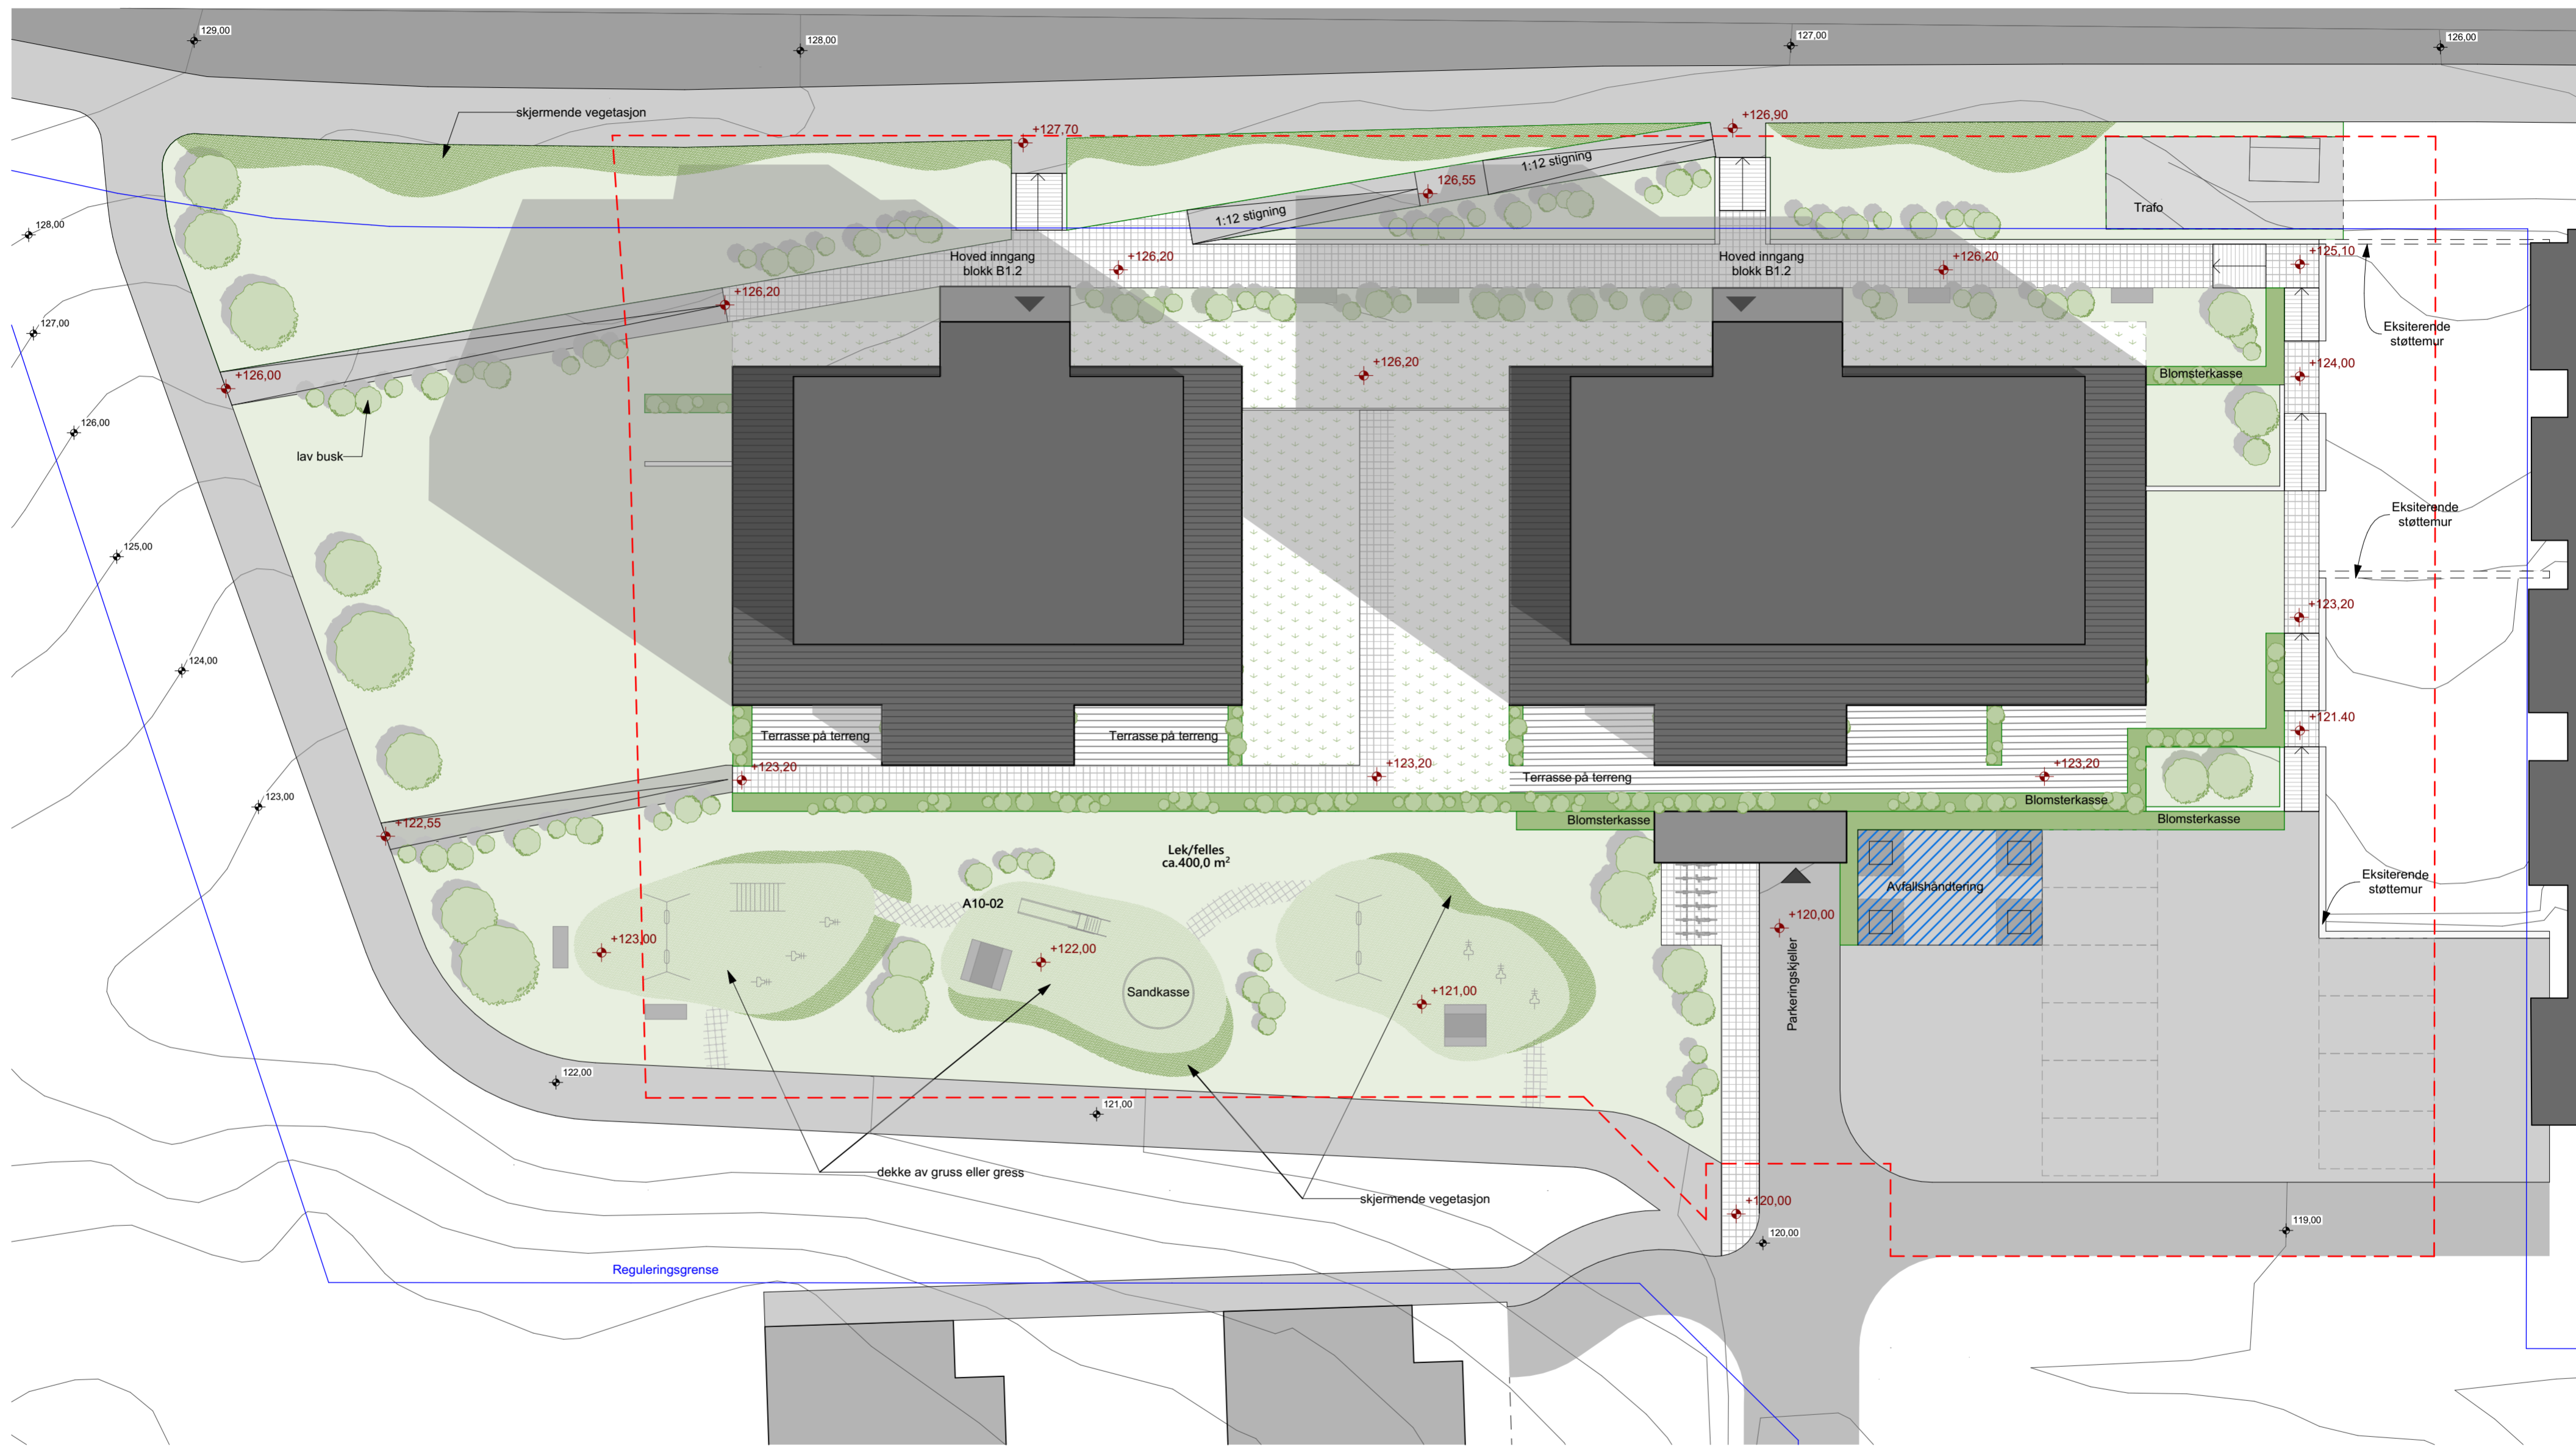 129,00
128,00
127,00
126,00
skjermende vegetasjon
+127,70
+126,90
1:12 stigning
126,55
1:12 stigning
Trafo
128,00
Hoved inngang
blokk B1.2
+126,20
Hoved inngang
blokk B1.2
+126,20
+125,10
+126,20
127,00
Eksiterende
støttemur
+126,00
+126,20
Blomsterkasse
+124,00
126,00
lav busk
Eksiterende
støttemur
125,00
+123,20
124,00
+121.40
Terrasse på terreng
Terrasse på terreng
+123,20
+123,20
Terrasse på terreng
+123,20
123,00
Blomsterkasse
+122,55
Blomsterkasse
Blomsterkasse
Lek/felles
ca.400,0 m²
Avfallshåndtering
Eksiterende
støttemur
A10-02
+120,00
+123,00
+122,00
Sandkasse
+121,00
Parkeringskjeller
122,00
121,00
dekke av gruss eller gress
skjermende vegetasjon
+120,00
120,00
119,00
Reguleringsgrense